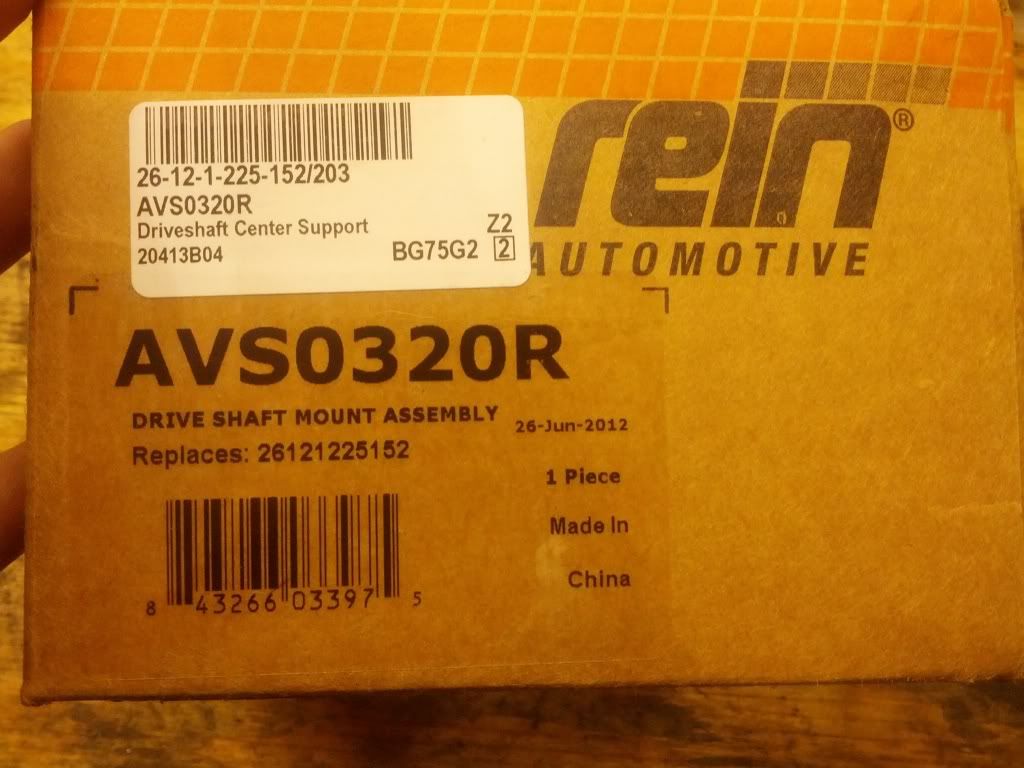 rein®
AUTOMOTIVE
26-12-1-225-152/203
AVS0320R
Driveshaft Center Support
Z2
20413B04
BG75G2 2
AVS0320R
DRIVE SHAFT MOUNT ASSEMBLY
26-Jun-2012
Replaces: 26121225152
1 Piece
Made In
China
8 43266 03397 5